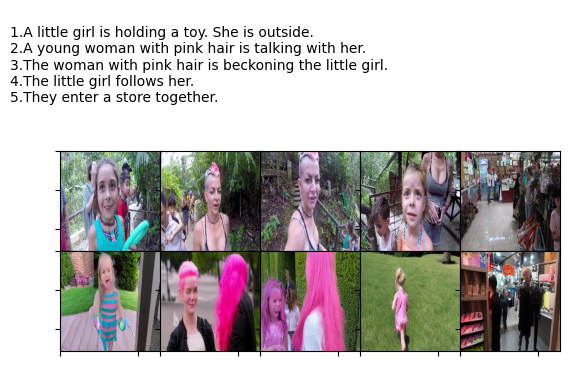 1.A little girl is holding a toy. She is outside.
2.A young woman with pink hair is talking with her.
3.The woman with pink hair is beckoning the little girl.
4.The little girl follows her.
5.They enter a store together.